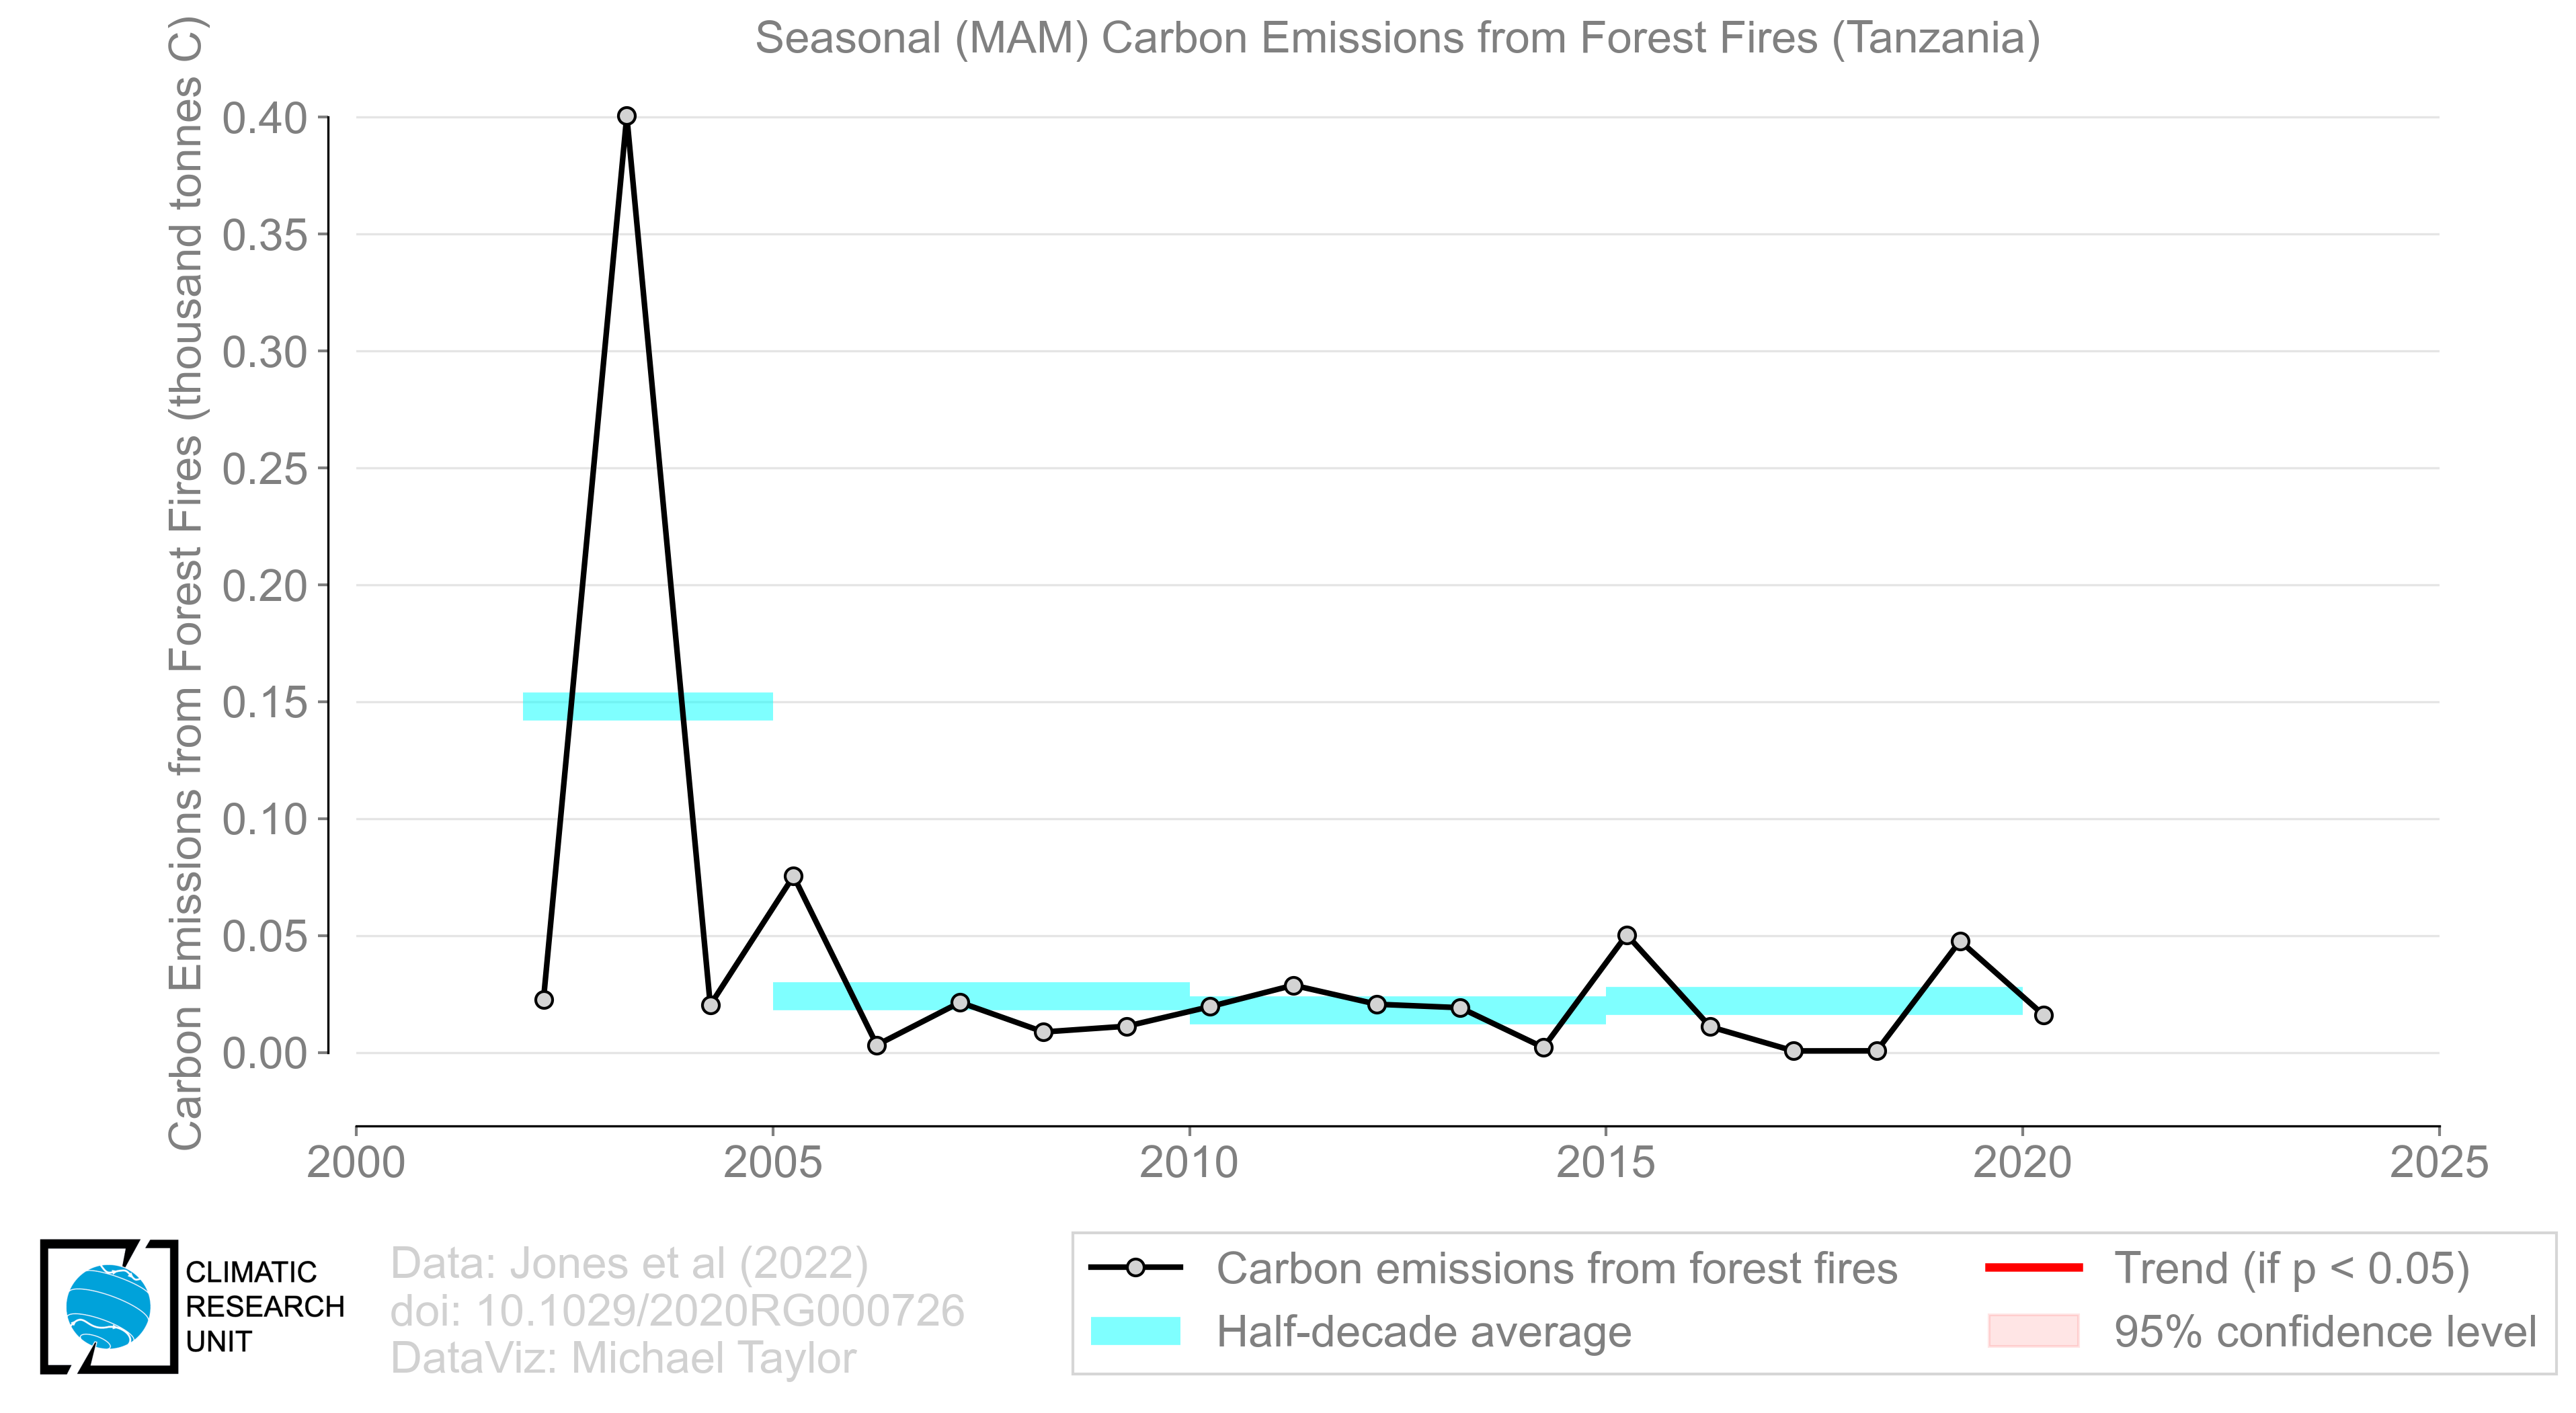 Seasonal (MAM) Carbon Emissions from Forest Fires (Tanzania)
Carbon Emissions from Forest Fires (thousand tonnes C)
0.40
0.35
0.30
0.25
0.20
0.15
0.10
0.05
0.00
2000 2005 2010 2015 2020 2025
CLIMATIC
RESEARCH
UNIT
Data: Jones et al (2022)
doi: 10.1029/2020RG000726
DataViz: Michael Taylor
Carbon emissions from forest fires
Half-decade average
Trend (if p < 0.05)
95% confidence level